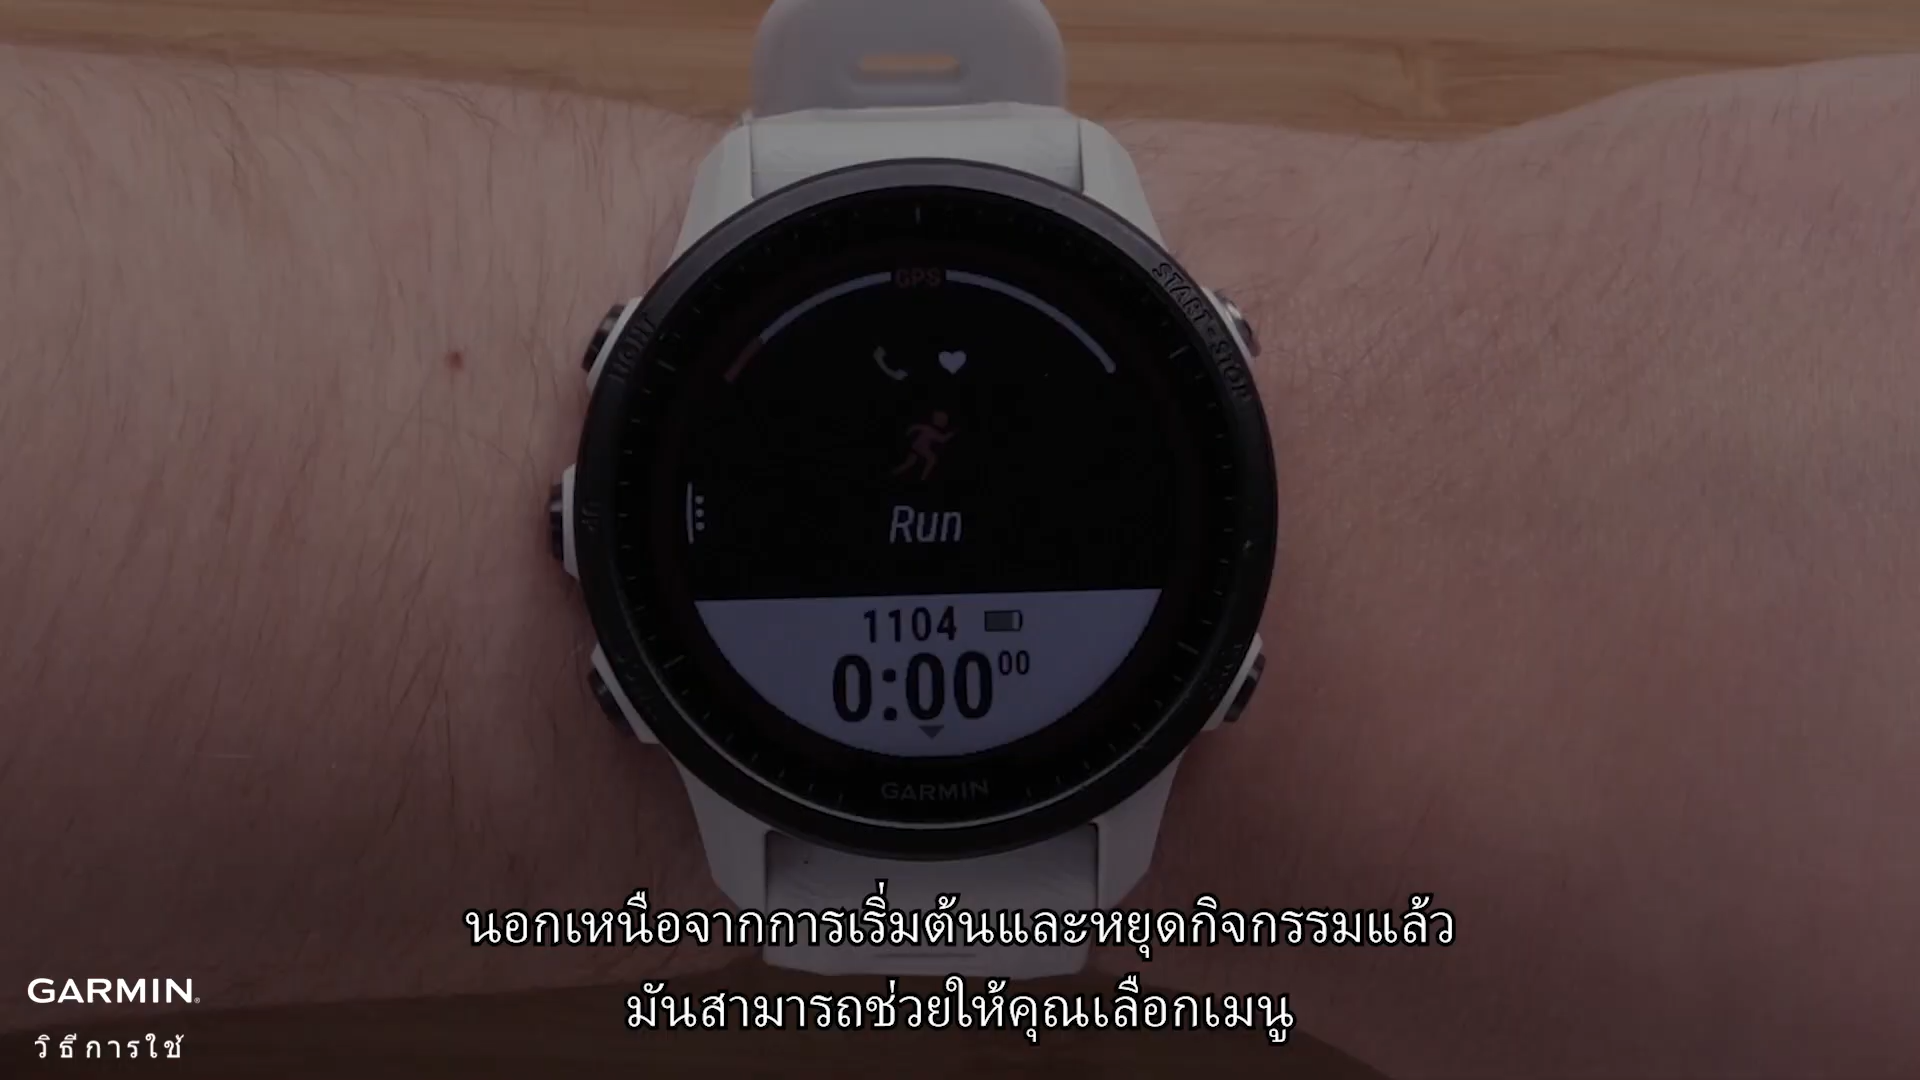 GPS
START•STOP
LIGHT
UP
Run
1104
0:00 00
GARMIN
นอกเหนือจากการเริ่มต้นและหยุดกิจกรรมแล้ว
มันสามารถช่วยให้คุณเลือกเมนู
GARMIN
วิธีการใช้